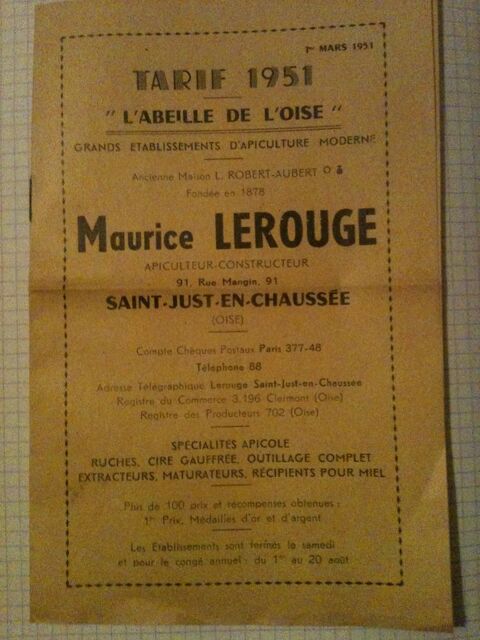 1er MARS 1951
TARIF 1951
" L'ABEILLE DE L'OISE "
GRANDS ETABLISSEMENTS D'APICULTURE MODERNE
Ancienne Maison L. ROBERT-AUBERT
Fondée en 1878
Maurice LEROUGE
APICULTEUR-CONSTRUCTEUR
91, Rue Mangin, 91
SAINT-JUST-EN-CHAUSSÉE
(OISE)
Compte Chèques Postaux Paris 377-48
Téléphone 88
Adresse Télégraphique Lerouge Saint-Just-en-Chaussée
Registre du Commerce 3.196 Clermont (Oise)
Registre des Producteurs 702 (Oise)
SPÉCIALITÉS APICOLE
RUCHES, CIRE GAUFFRÉE, OUTILLAGE COMPLET
EXTRACTEURS, MATURATEURS, RÉCIPIENTS POUR MIEL
Plus de 100 prix et récompenses obtenues :
1er Prix, Médailles d'or et d'argent
Les Etablissements sont fermés le samedi
et pour le congé annuel : du 1er au 20 août